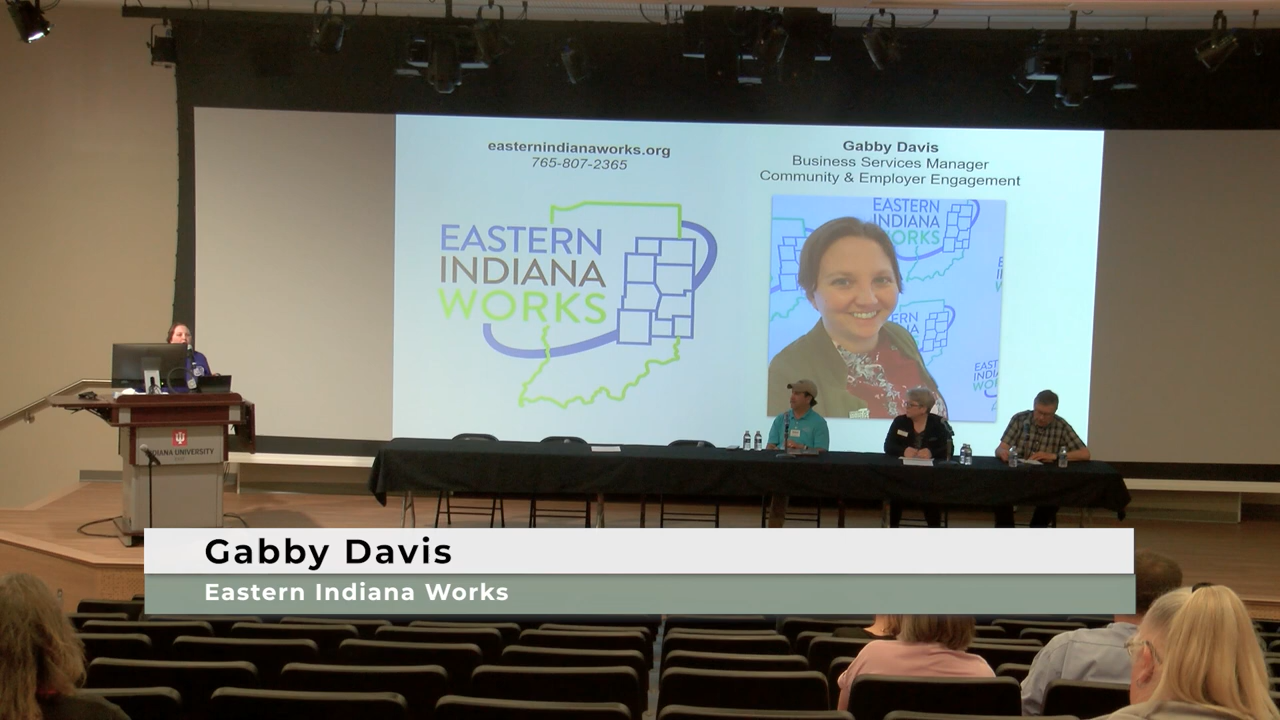 easternindianaworks.org
765-807-2365
EASTERN
INDIANA
WORKS
Gabby Davis
Business Services Manager
Community & Employer Engagement
EASTERN
INDIANA
WORKS
INDIANA UNIVERSITY
Gabby Davis
Eastern Indiana Works